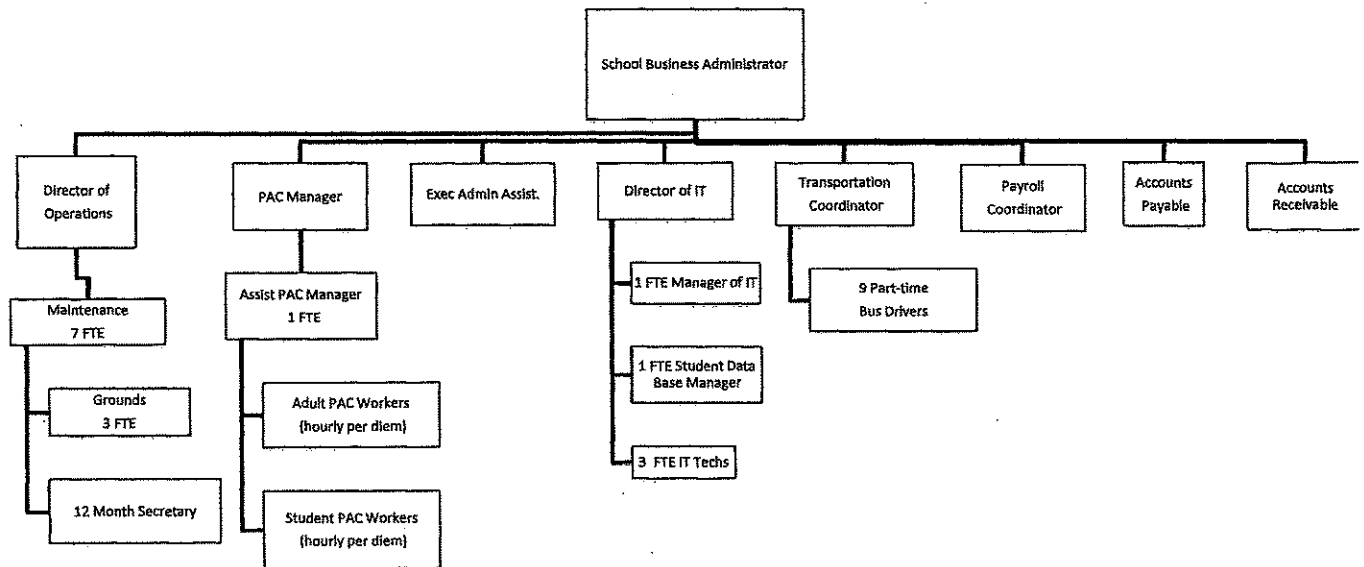 School Business Administrator
Director of
Operations
PAC Manager
Exec Admin Assist.
Director of IT
Transportation
Coordinator
Payroll
Coordinator
Accounts
Payable
Accounts
Receivable
Maintenance
7 FTE
Grounds
3 FTE
12 Month Secretary
Assist PAC Manager
1 FTE
Adult PAC Workers
(hourly per diem)
Student PAC Workers
(hourly per diem)
1 FTE Manager of IT
1 FTE Student Data
Base Manager
3 FTE IT Techs
9 Part-time
Bus Drivers